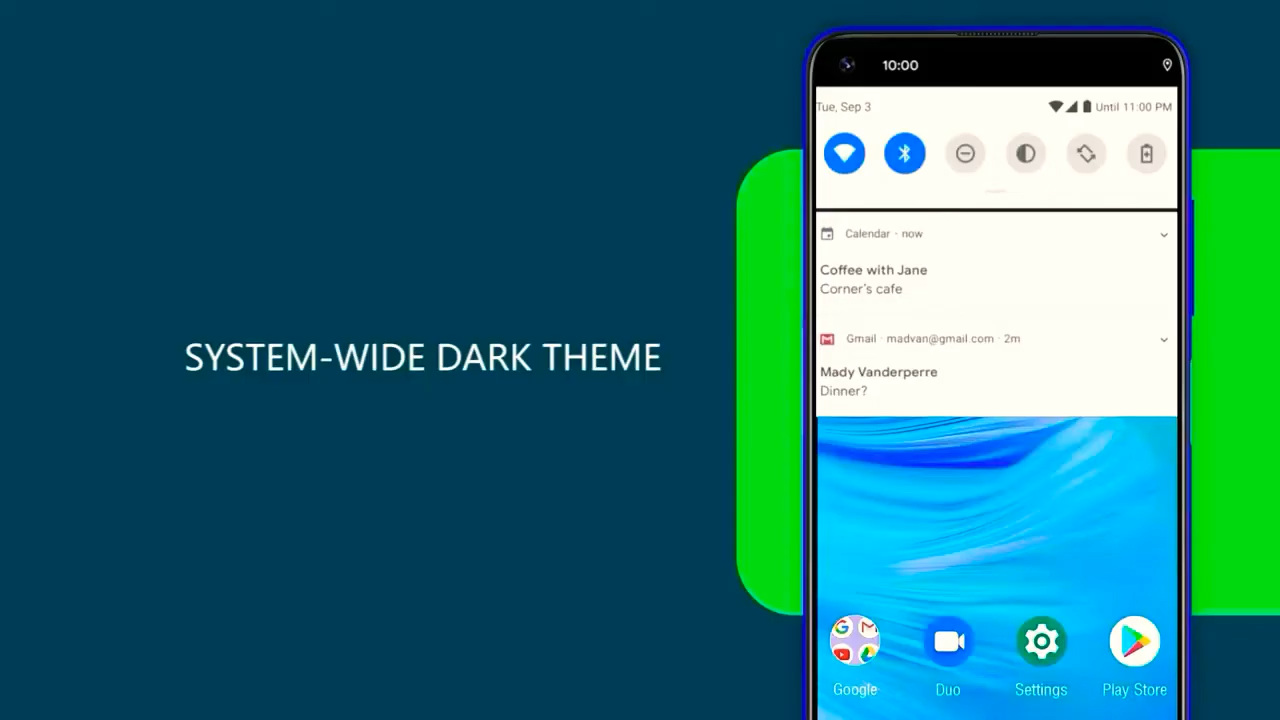 SYSTEM-WIDE DARK THEME
10:00
Tue, Sep 3
Until 11:00 PM
Calendar · now
Coffee with Jane
Corner's cafe
Gmail · madvan@gmail.com · 2m
Mady Vanderperre
Dinner?
Google
Duo
Settings
Play Store